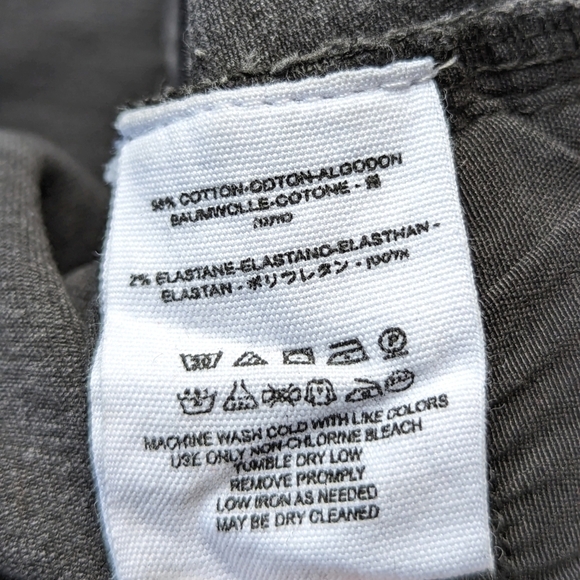 98% COTTON-COTON-ALGODON
BAUMWOLLE-COTONE - 綿
2% ELASTANE-ELASTANO-ELASTHAN-
ELASTAN - ポリウレタン -
MACHINE WASH COLD WITH LIKE COLORS
USE ONLY NON-CHLORINE BLEACH
TUMBLE DRY LOW
REMOVE PROMPLY
LOW IRON AS NEEDED
MAY BE DRY CLEANED